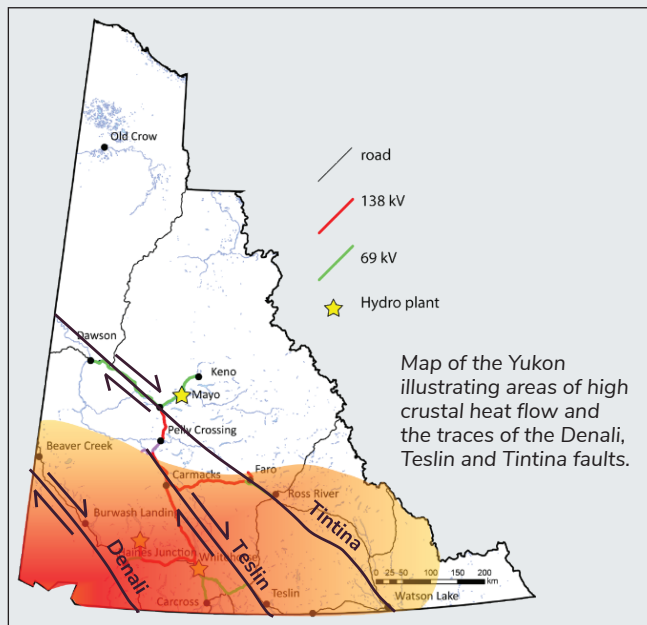 Old Crow
road
138 kV
69 kV
Hydro plant
Dawson
Keno
Mayo
Map of the Yukon
illustrating areas of high
crustal heat flow and
the traces of the Denali,
Teslin and Tintina faults.
Pelly Crossing
Beaver Creek
Faro
Carmacks
Ross River
Burwash Landing
Tintina
Haines Junction
Whitehorse
Teslin
Denali
0 25 50 100 150 200
km
Teslin
Watson Lake
Carcross